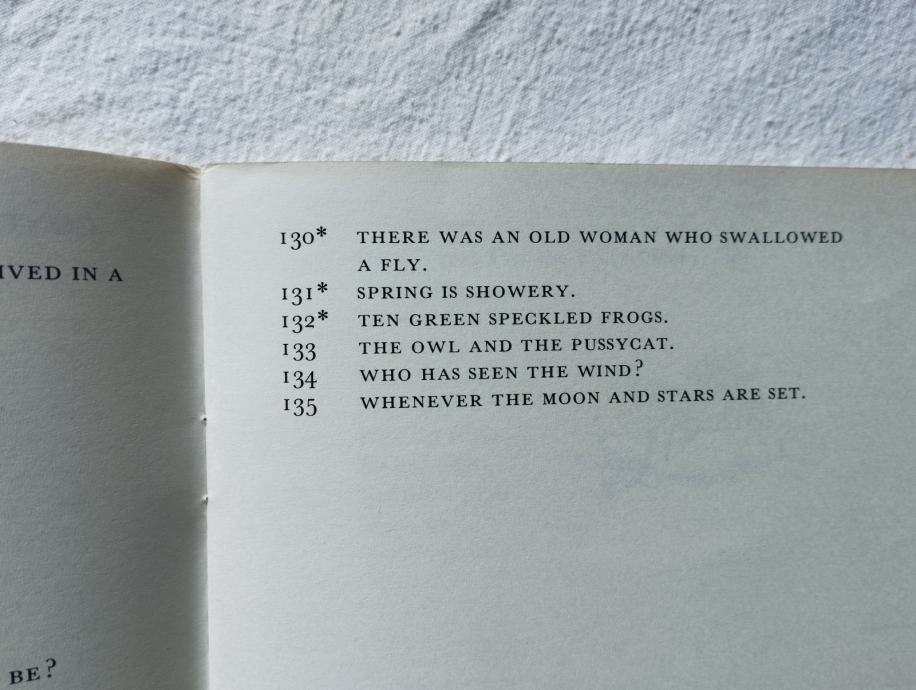 IVED IN A
BE?
130* THERE WAS AN OLD WOMAN WHO SWALLOWED
A FLY.
131* SPRING IS SHOWERY.
132* TEN GREEN SPECKLED FROGS.
133 THE OWL AND THE PUSSYCAT.
134 WHO HAS SEEN THE WIND?
135 WHENEVER THE MOON AND STARS ARE SET.